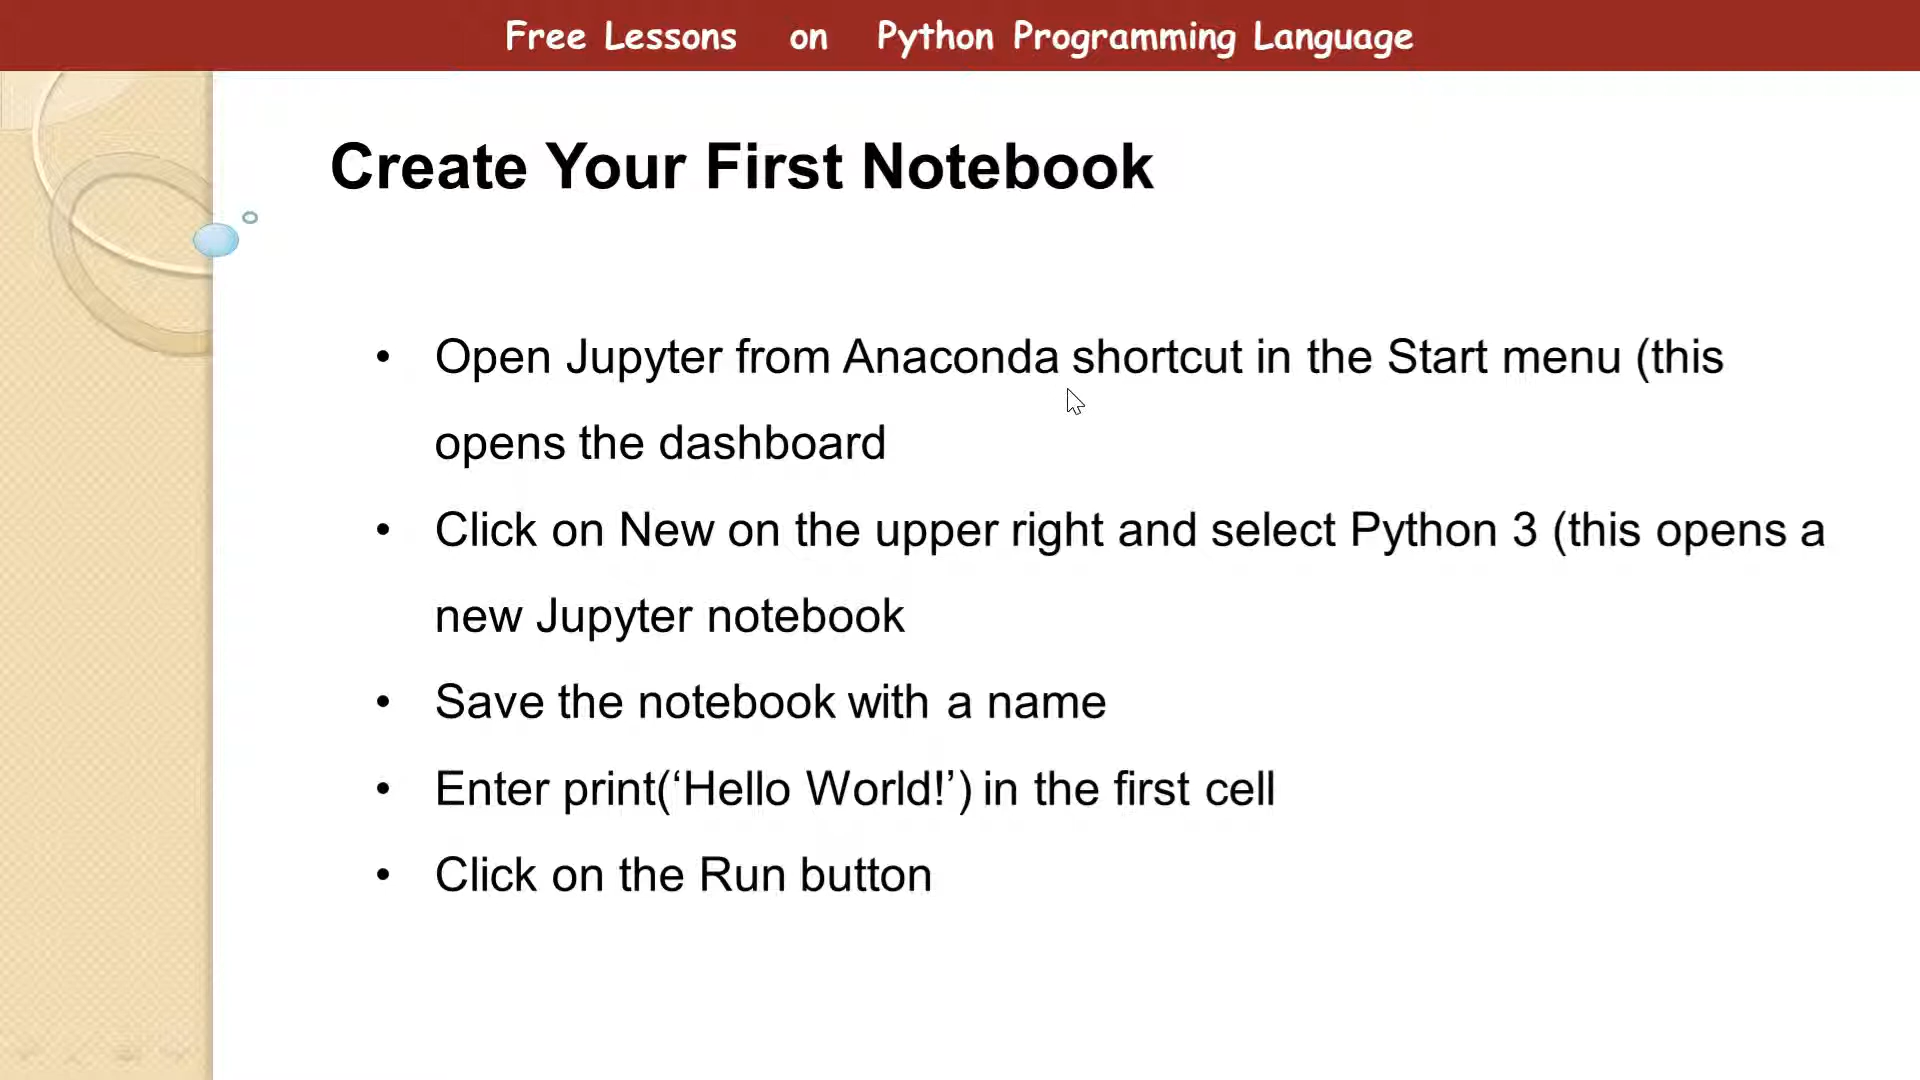 Free Lessons on Python Programming Language
Create Your First Notebook
• Open Jupyter from Anaconda shortcut in the Start menu (this
opens the dashboard
• Click on New on the upper right and select Python 3 (this opens a
new Jupyter notebook
• Save the notebook with a name
• Enter print(‘Hello World!’) in the first cell
• Click on the Run button